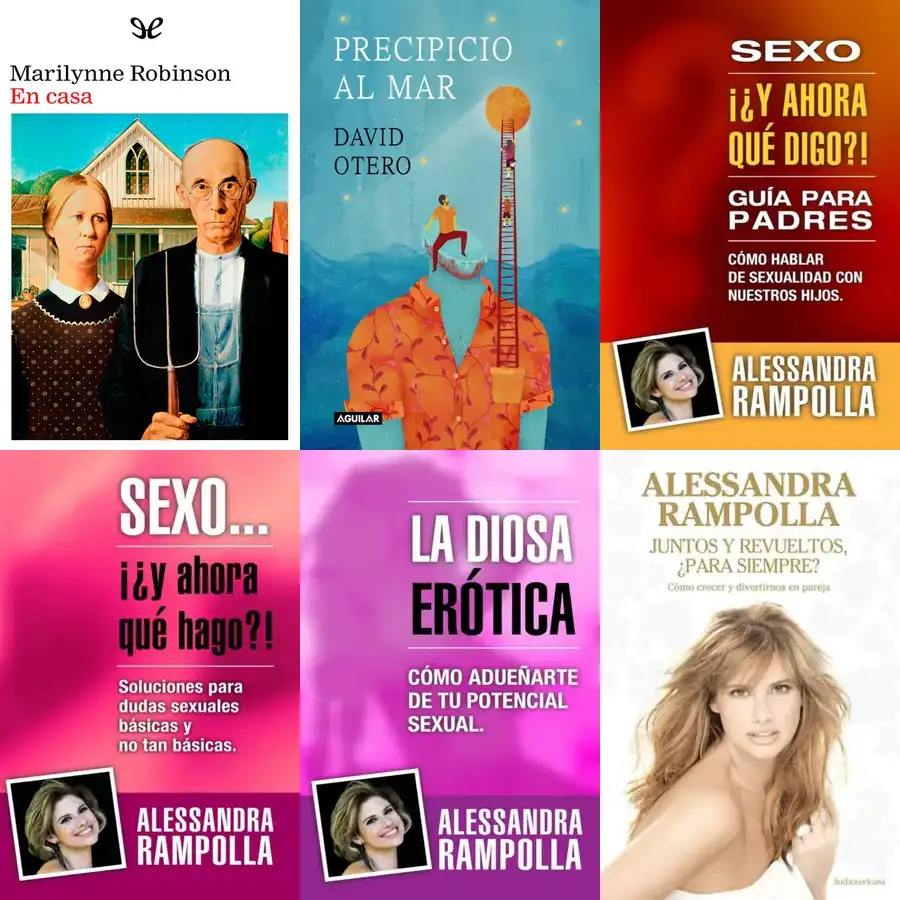 Marilynne Robinson
En casa
PRECIPICIO
AL MAR
DAVID
OTERO
AGUILAR
SEXO
¡¿Y AHORA
QUÉ DIGO?!
GUÍA PARA
PADRES
CÓMO HABLAR
DE SEXUALIDAD CON
NUESTROS HIJOS.
ALESSANDRA
RAMPOLLA
SEXO...
¡¿y ahora
qué hago?!
Soluciones para
dudas sexuales
básicas y
no tan básicas.
ALESSANDRA
RAMPOLLA
LA DIOSA
ERÓTICA
CÓMO ADUEÑARTE
DE TU POTENCIAL
SEXUAL.
ALESSANDRA
RAMPOLLA
ALESSANDRA
RAMPOLLA
JUNTOS Y REVUELTOS,
¿PARA SIEMPRE?
Cómo crecer y divertirnos en pareja
Sudamericana